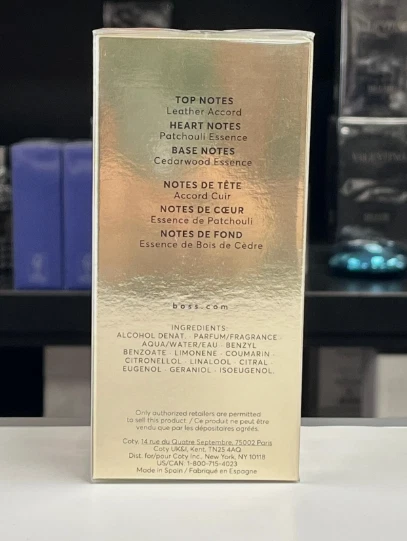 TOP NOTES
Leather Accord
HEART NOTES
Patchouli Essence
BASE NOTES
Cedarwood Essence
NOTES DE TÊTE
Accord Cuir
NOTES DE CŒUR
Essence de Patchouli
NOTES DE FOND
Essence de Bois de Cèdre
boss.com
INGREDIENTS:
ALCOHOL DENAT. · PARFUM/FRAGRANCE ·
AQUA/WATER/EAU · BENZYL
BENZOATE · LIMONENE · COUMARIN ·
CITRONELLOL · LINALOOL · CITRAL ·
EUGENOL · GERANIOL · ISOEUGENOL.
Only authorized retailers are permitted
to sell this product. / Ce produit ne peut être
vendu que par les dépositaires agréés.
Coty, 14 rue du Quatre Septembre, 75002 Paris
Coty UK&I, Kent, TN25 4AQ
Dist. for/pour Coty Inc., New York, NY 10118
US/CAN: 1-800-715-4023
Made in Spain / Fabriqué en Espagne
VALENTINO